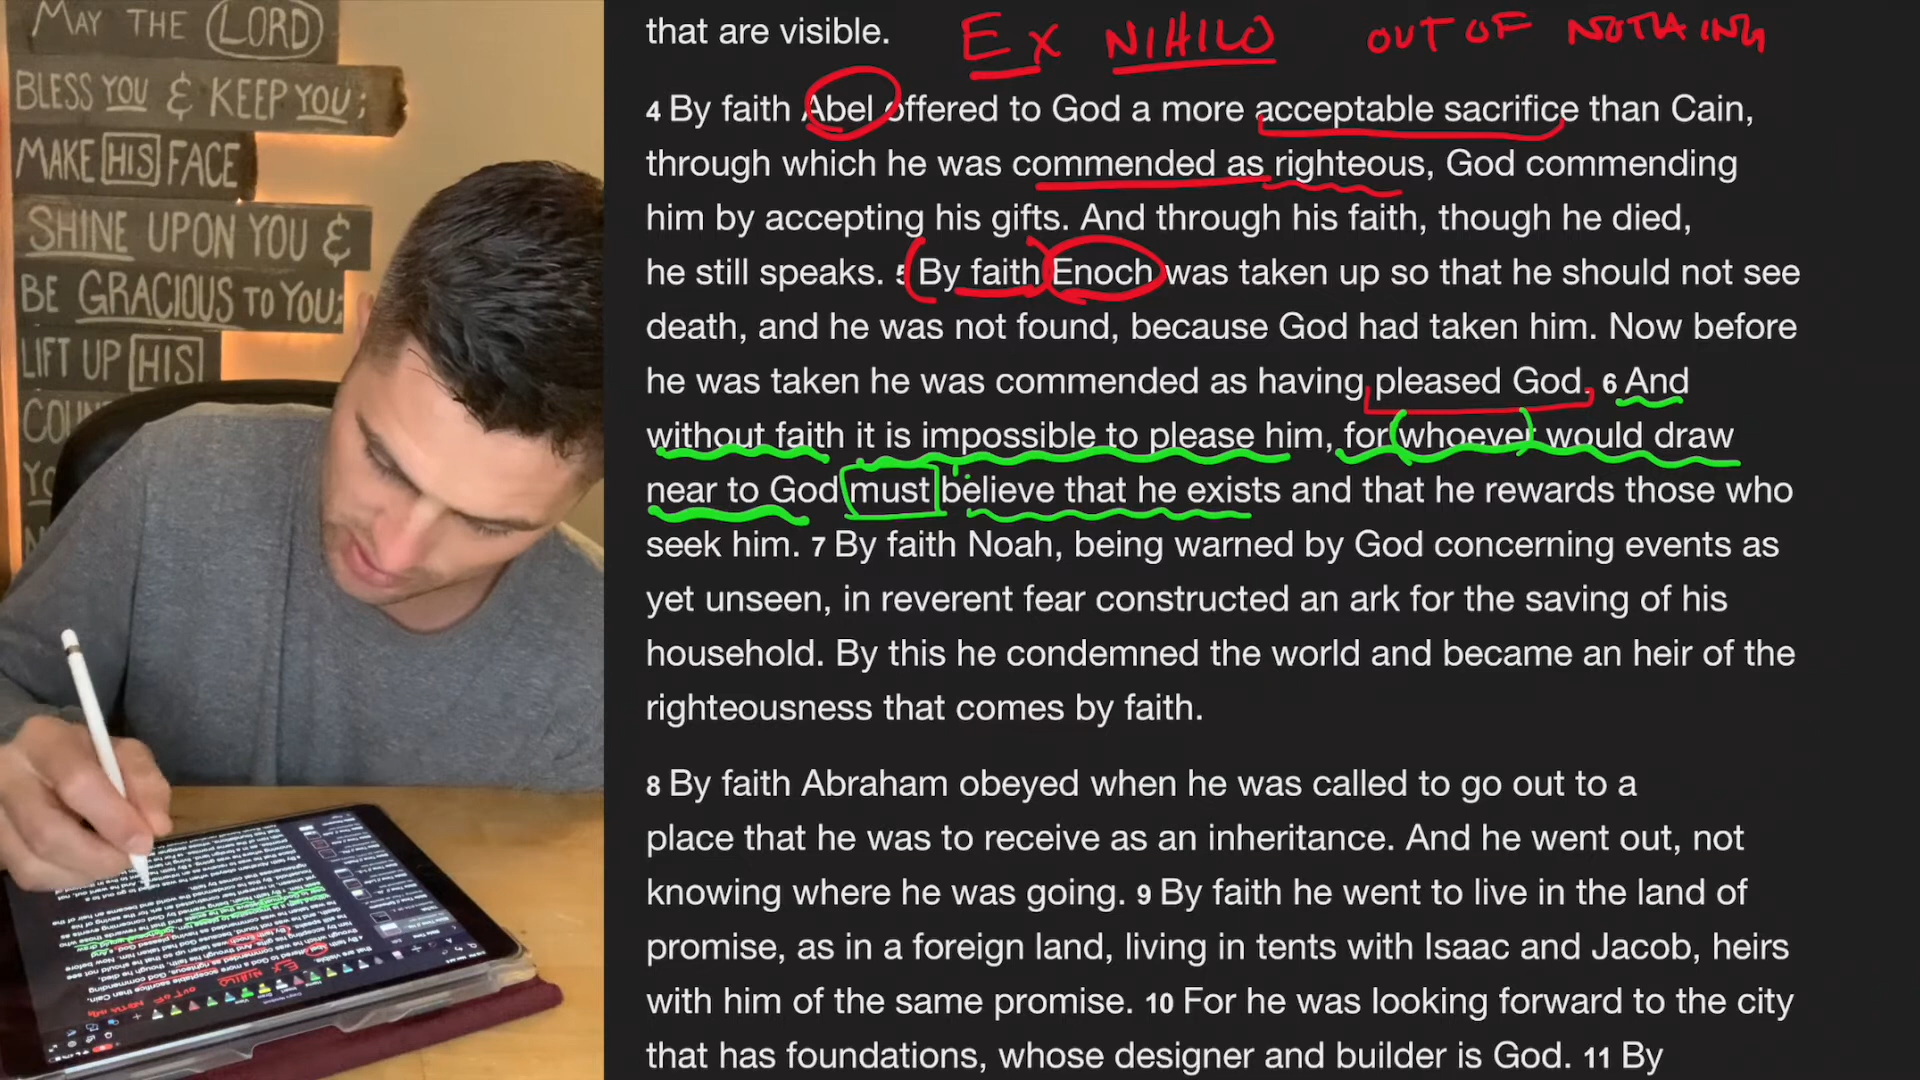 MAY THE LORD
BLESS YOU & KEEP YOU;
MAKE HIS FACE
SHINE UPON YOU &
BE GRACIOUS TO YOU;
LIFT UP HIS
that are visible. EX NIHILO OUT OF NOTHING
4 By faith Abel offered to God a more acceptable sacrifice than Cain,
through which he was commended as righteous, God commending
him by accepting his gifts. And through his faith, though he died,
he still speaks. 5 By faith Enoch was taken up so that he should not see
death, and he was not found, because God had taken him. Now before
he was taken he was commended as having pleased God. 6 And
without faith it is impossible to please him, for whoever would draw
near to God must believe that he exists and that he rewards those who
seek him. 7 By faith Noah, being warned by God concerning events as
yet unseen, in reverent fear constructed an ark for the saving of his
household. By this he condemned the world and became an heir of the
righteousness that comes by faith.
8 By faith Abraham obeyed when he was called to go out to a
place that he was to receive as an inheritance. And he went out, not
knowing where he was going. 9 By faith he went to live in the land of
promise, as in a foreign land, living in tents with Isaac and Jacob, heirs
with him of the same promise. 10 For he was looking forward to the city
that has foundations, whose designer and builder is God. 11 By